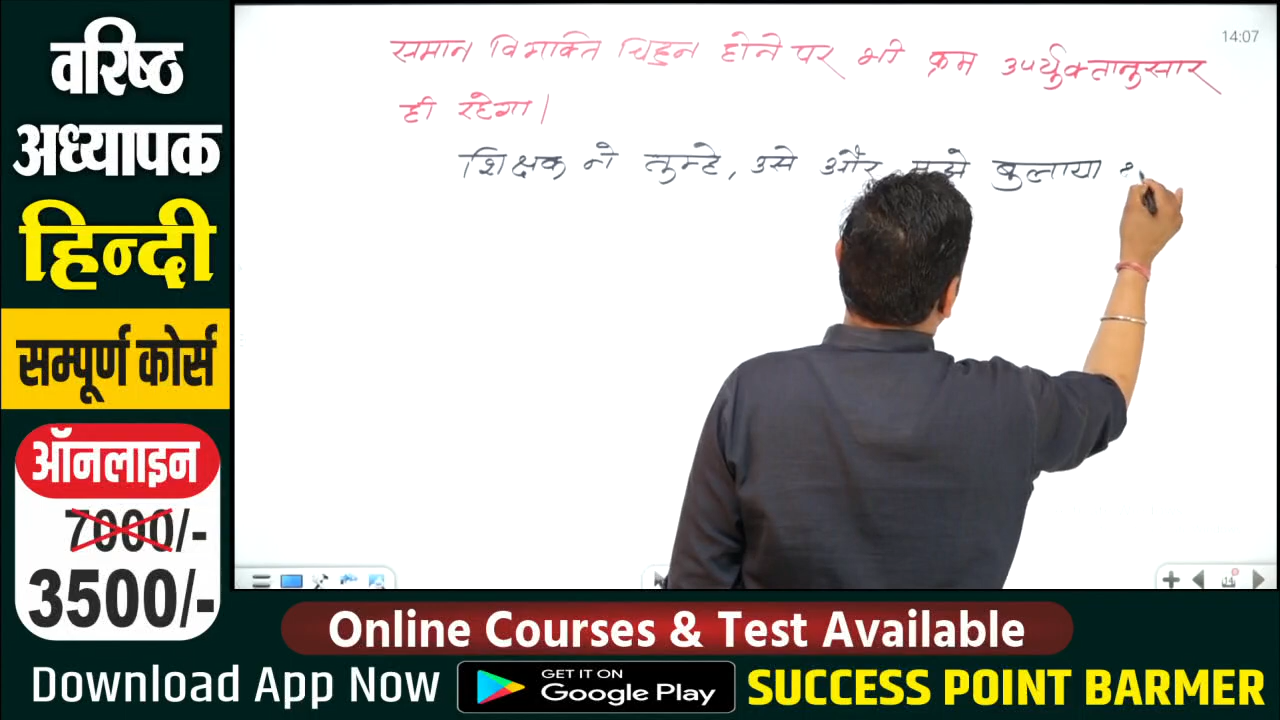 वरिष्ठ
अध्यापक
हिन्दी
सम्पूर्ण कोर्स
ऑनलाइन
7000/-
3500/-
14:07
समान विभाक्ति चिह्न होने पर भी क्रम उपर्युक्तानुसार
ही रहेगा।
शिक्षक ने तुम्हे, उसे और मुझे बुलाया
Online Courses & Test Available
Download App Now
GET IT ON
Google Play
SUCCESS POINT BARMER